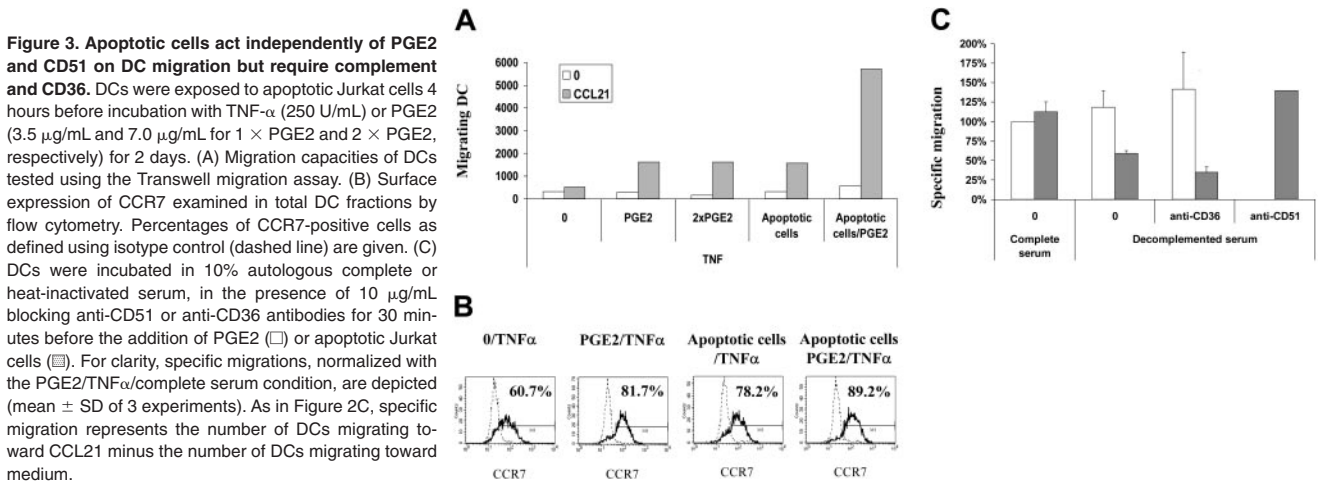 Figure 3. Apoptotic cells act independently of PGE2
and CD51 on DC migration but require complement
and CD36. DCs were exposed to apoptotic Jurkat cells 4
hours before incubation with TNF-α (250 U/mL) or PGE2
(3.5 μg/mL and 7.0 μg/mL for 1 × PGE2 and 2 × PGE2,
respectively) for 2 days. (A) Migration capacities of DCs
tested using the Transwell migration assay. (B) Surface
expression of CCR7 examined in total DC fractions by
flow cytometry. Percentages of CCR7-positive cells as
defined using isotype control (dashed line) are given. (C)
DCs were incubated in 10% autologous complete or
heat-inactivated serum, in the presence of 10 μg/mL
blocking anti-CD51 or anti-CD36 antibodies for 30 min-
utes before the addition of PGE2 (□) or apoptotic Jurkat
cells (▩). For clarity, specific migrations, normalized with
the PGE2/TNFα/complete serum condition, are depicted
(mean ± SD of 3 experiments). As in Figure 2C, specific
migration represents the number of DCs migrating to-
ward CCL21 minus the number of DCs migrating toward
medium.
A
Migrating DC
6000
5000
4000
3000
2000
1000
0
0
CCL21
0 PGE2 2xPGE2 Apoptotic cells Apoptotic cells/PGE2
TNF
B
0/TNFα PGE2/TNFα Apoptotic cells /TNFα Apoptotic cells PGE2/TNFα
60.7% 81.7% 78.2% 89.2%
CCR7 CCR7 CCR7 CCR7
C
Specific migration
200%
175%
150%
125%
100%
75%
50%
25%
0%
0 0 anti-CD36 anti-CD51
Complete serum Decomplemented serum